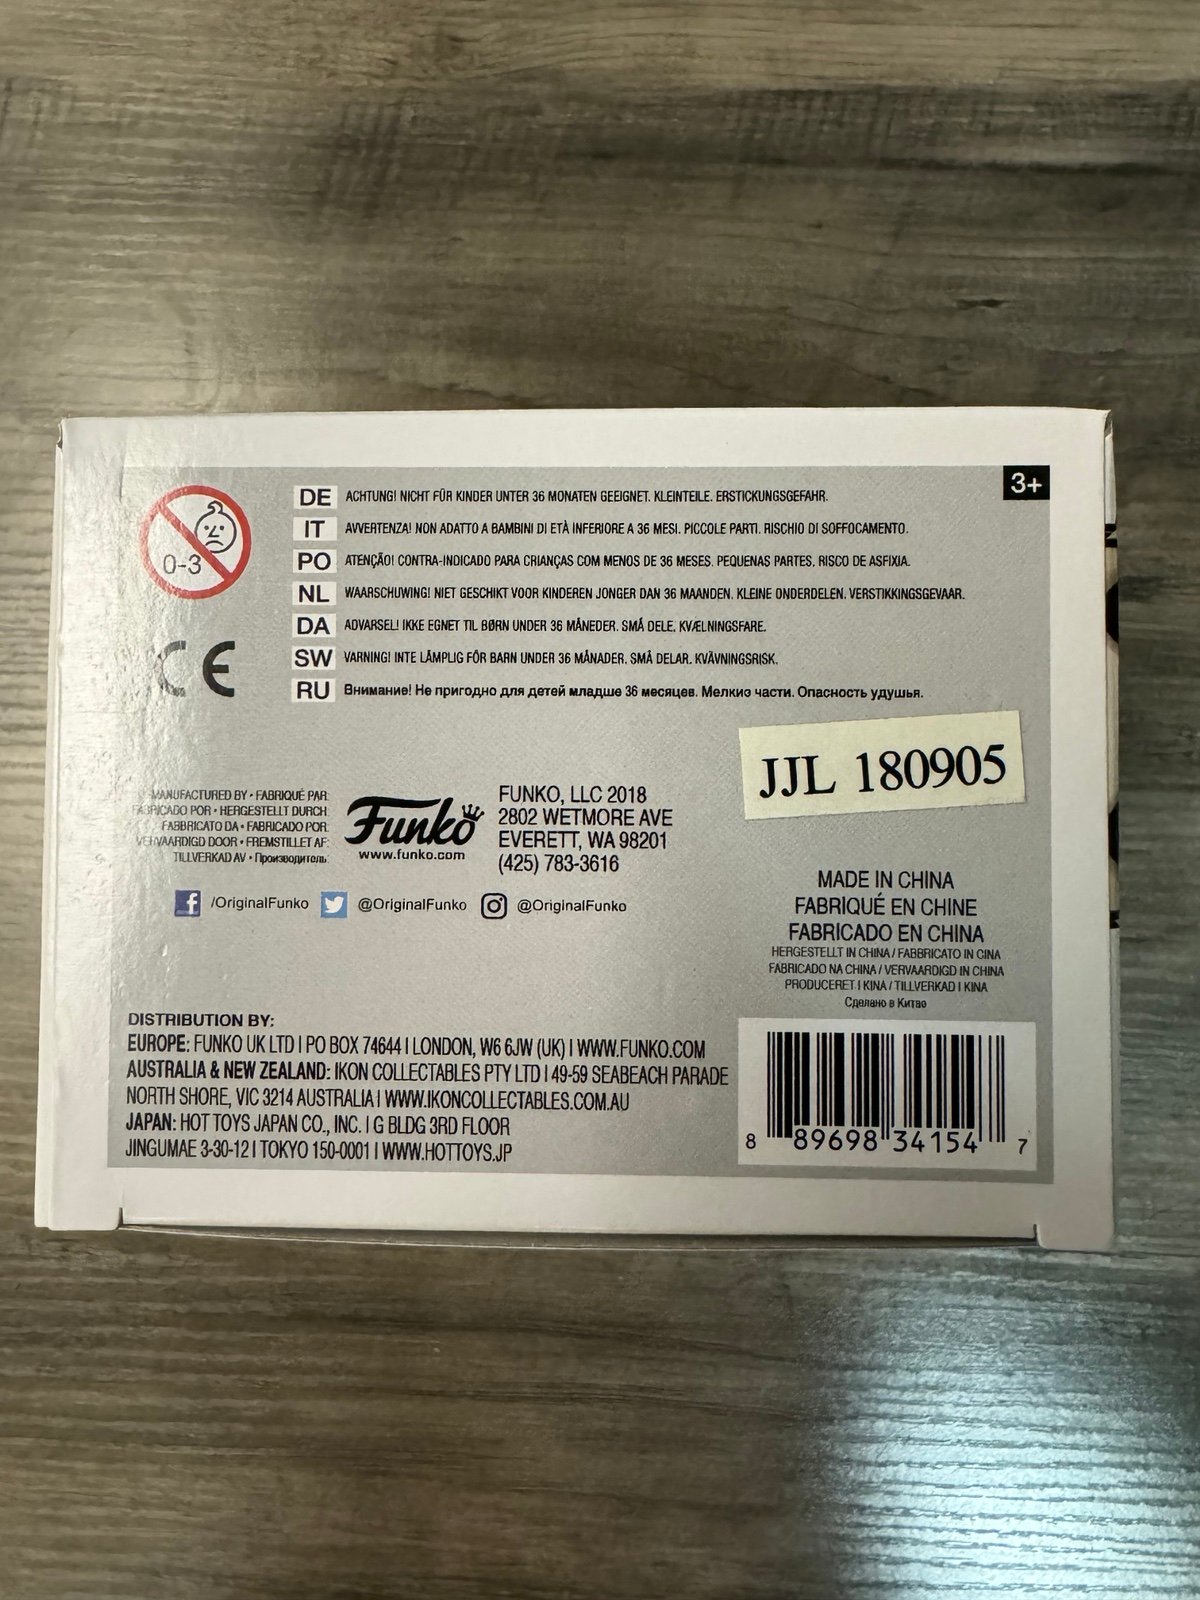 3+
0-3
DE ACHTUNG! NICHT FÜR KINDER UNTER 36 MONATEN GEEIGNET. KLEINTEILE. ERSTICKUNGSGEFAHR.
IT AVVERTENZA! NON ADATTO A BAMBINI DI ETÀ INFERIORE A 36 MESI. PICCOLE PARTI. RISCHIO DI SOFFOCAMENTO.
PO ATENÇÃO! CONTRA-INDICADO PARA CRIANÇAS COM MENOS DE 36 MESES. PEQUENAS PARTES. RISCO DE ASFIXIA.
NL WAARSCHUWING! NIET GESCHIKT VOOR KINDEREN JONGER DAN 36 MAANDEN. KLEINE ONDERDELEN. VERSTIKKINGSGEVAAR.
DA ADVARSEL! IKKE EGNET TIL BØRN UNDER 36 MÅNEDER. SMÅ DELE. KVÆLNINGSFARE.
SW VARNING! INTE LÄMPLIG FÖR BARN UNDER 36 MÅNADER. SMÅ DELAR. KVÄVNINGSRISK.
RU Внимание! Не пригодно для детей младше 36 месяцев. Мелкиo части. Опасность удушья.
CE
JJL 180905
MANUFACTURED BY • FABRIQUÉ PAR
FABRICADO POR • HERGESTELLT DURCH
FABBRICATO DA • FABRICADO POR
VERVAARDIGD DOOR • FREMSTILLET AF:
TILLVERKAD AV • Производитель:
Funko
www.funko.com
FUNKO, LLC 2018
2802 WETMORE AVE
EVERETT, WA 98201
(425) 783-3616
/OriginalFunko @OriginalFunko @OriginalFunko
MADE IN CHINA
FABRIQUÉ EN CHINE
FABRICADO EN CHINA
HERGESTELLT IN CHINA / FABBRICATO IN CINA
FABRICADO NA CHINA / VERVAARDIGD IN CHINA
PRODUCERET I KINA / TILLVERKAD I KINA
Сделано в Китае
DISTRIBUTION BY:
EUROPE: FUNKO UK LTD | PO BOX 74644 | LONDON, W6 6JW (UK) | WWW.FUNKO.COM
AUSTRALIA & NEW ZEALAND: IKON COLLECTABLES PTY LTD | 49-59 SEABEACH PARADE
NORTH SHORE, VIC 3214 AUSTRALIA | WWW.IKONCOLLECTABLES.COM.AU
JAPAN: HOT TOYS JAPAN CO., INC. | G BLDG 3RD FLOOR
JINGUMAE 3-30-12 | TOKYO 150-0001 | WWW.HOTTOYS.JP
8 89698 34154 7